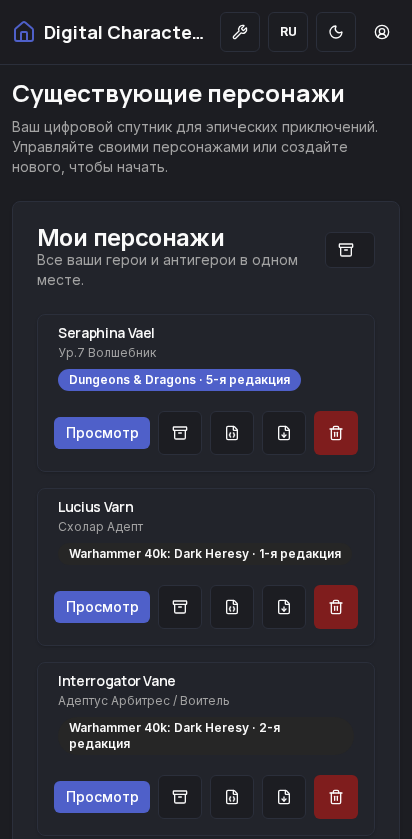 Digital Characte...
RU
Существующие персонажи
Ваш цифровой спутник для эпических приключений.
Управляйте своими персонажами или создайте
нового, чтобы начать.
Мои персонажи
Все ваши герои и антигерои в одном
месте.
Seraphina Vael
Ур.7 Волшебник
Dungeons & Dragons · 5-я редакция
Просмотр
Lucius Varn
Схолар Адепт
Warhammer 40k: Dark Heresy · 1-я редакция
Просмотр
Interrogator Vane
Адептус Арбитрес / Воитель
Warhammer 40k: Dark Heresy · 2-я
редакция
Просмотр